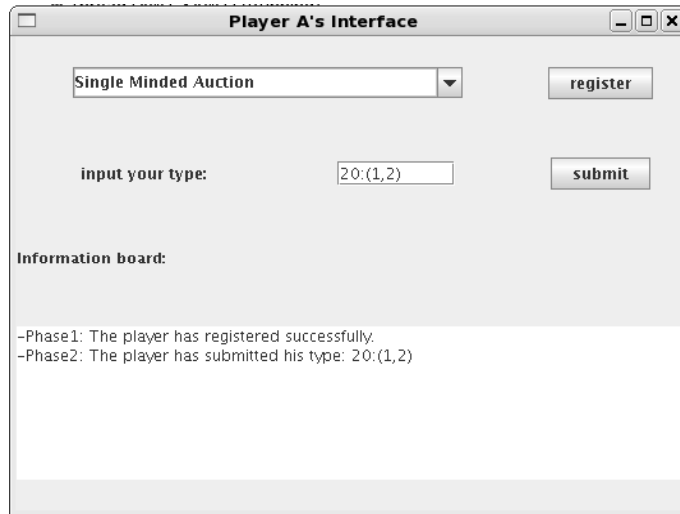 Player A's Interface
Single Minded Auction
register
input your type:
20:(1,2)
submit
Information board:
-Phase1: The player has registered successfully.
-Phase2: The player has submitted his type: 20:(1,2)